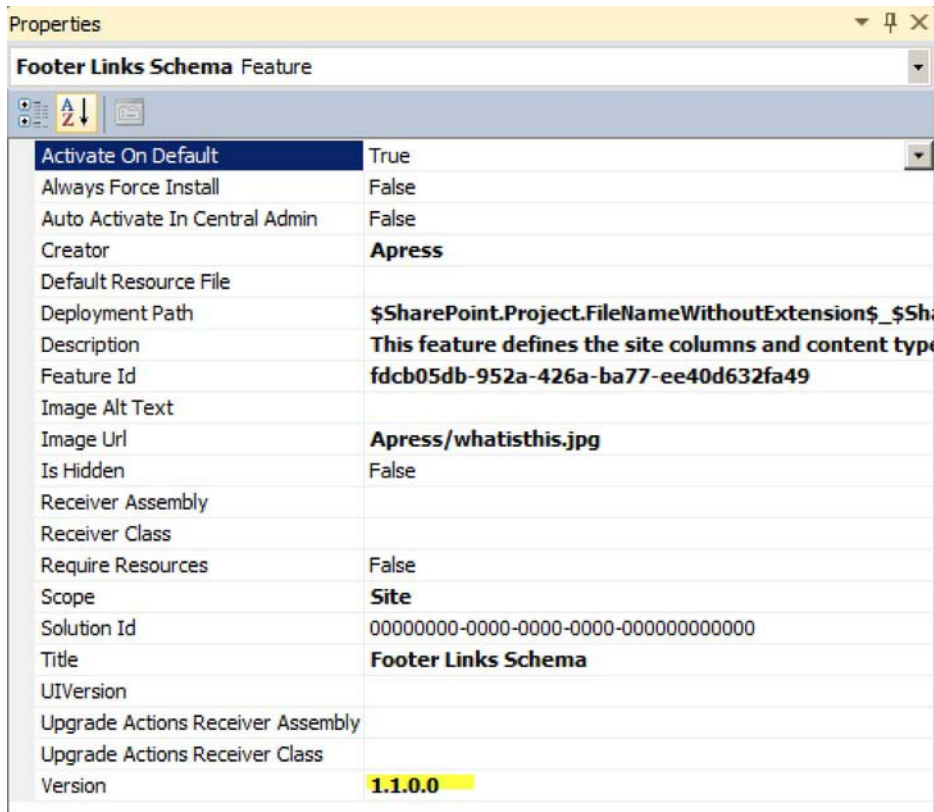 Properties
Footer Links Schema Feature
Activate On Default True
Always Force Install False
Auto Activate In Central Admin False
Creator Apress
Default Resource File
Deployment Path $SharePoint.Project.FileNameWithoutExtension$_$Sha
Description This feature defines the site columns and content type
Feature Id fdcb05db-952a-426a-ba77-ee40d632fa49
Image Alt Text
Image Url Apress/whatisthis.jpg
Is Hidden False
Receiver Assembly
Receiver Class
Require Resources False
Scope Site
Solution Id 00000000-0000-0000-0000-000000000000
Title Footer Links Schema
UIVersion
Upgrade Actions Receiver Assembly
Upgrade Actions Receiver Class
Version 1.1.0.0